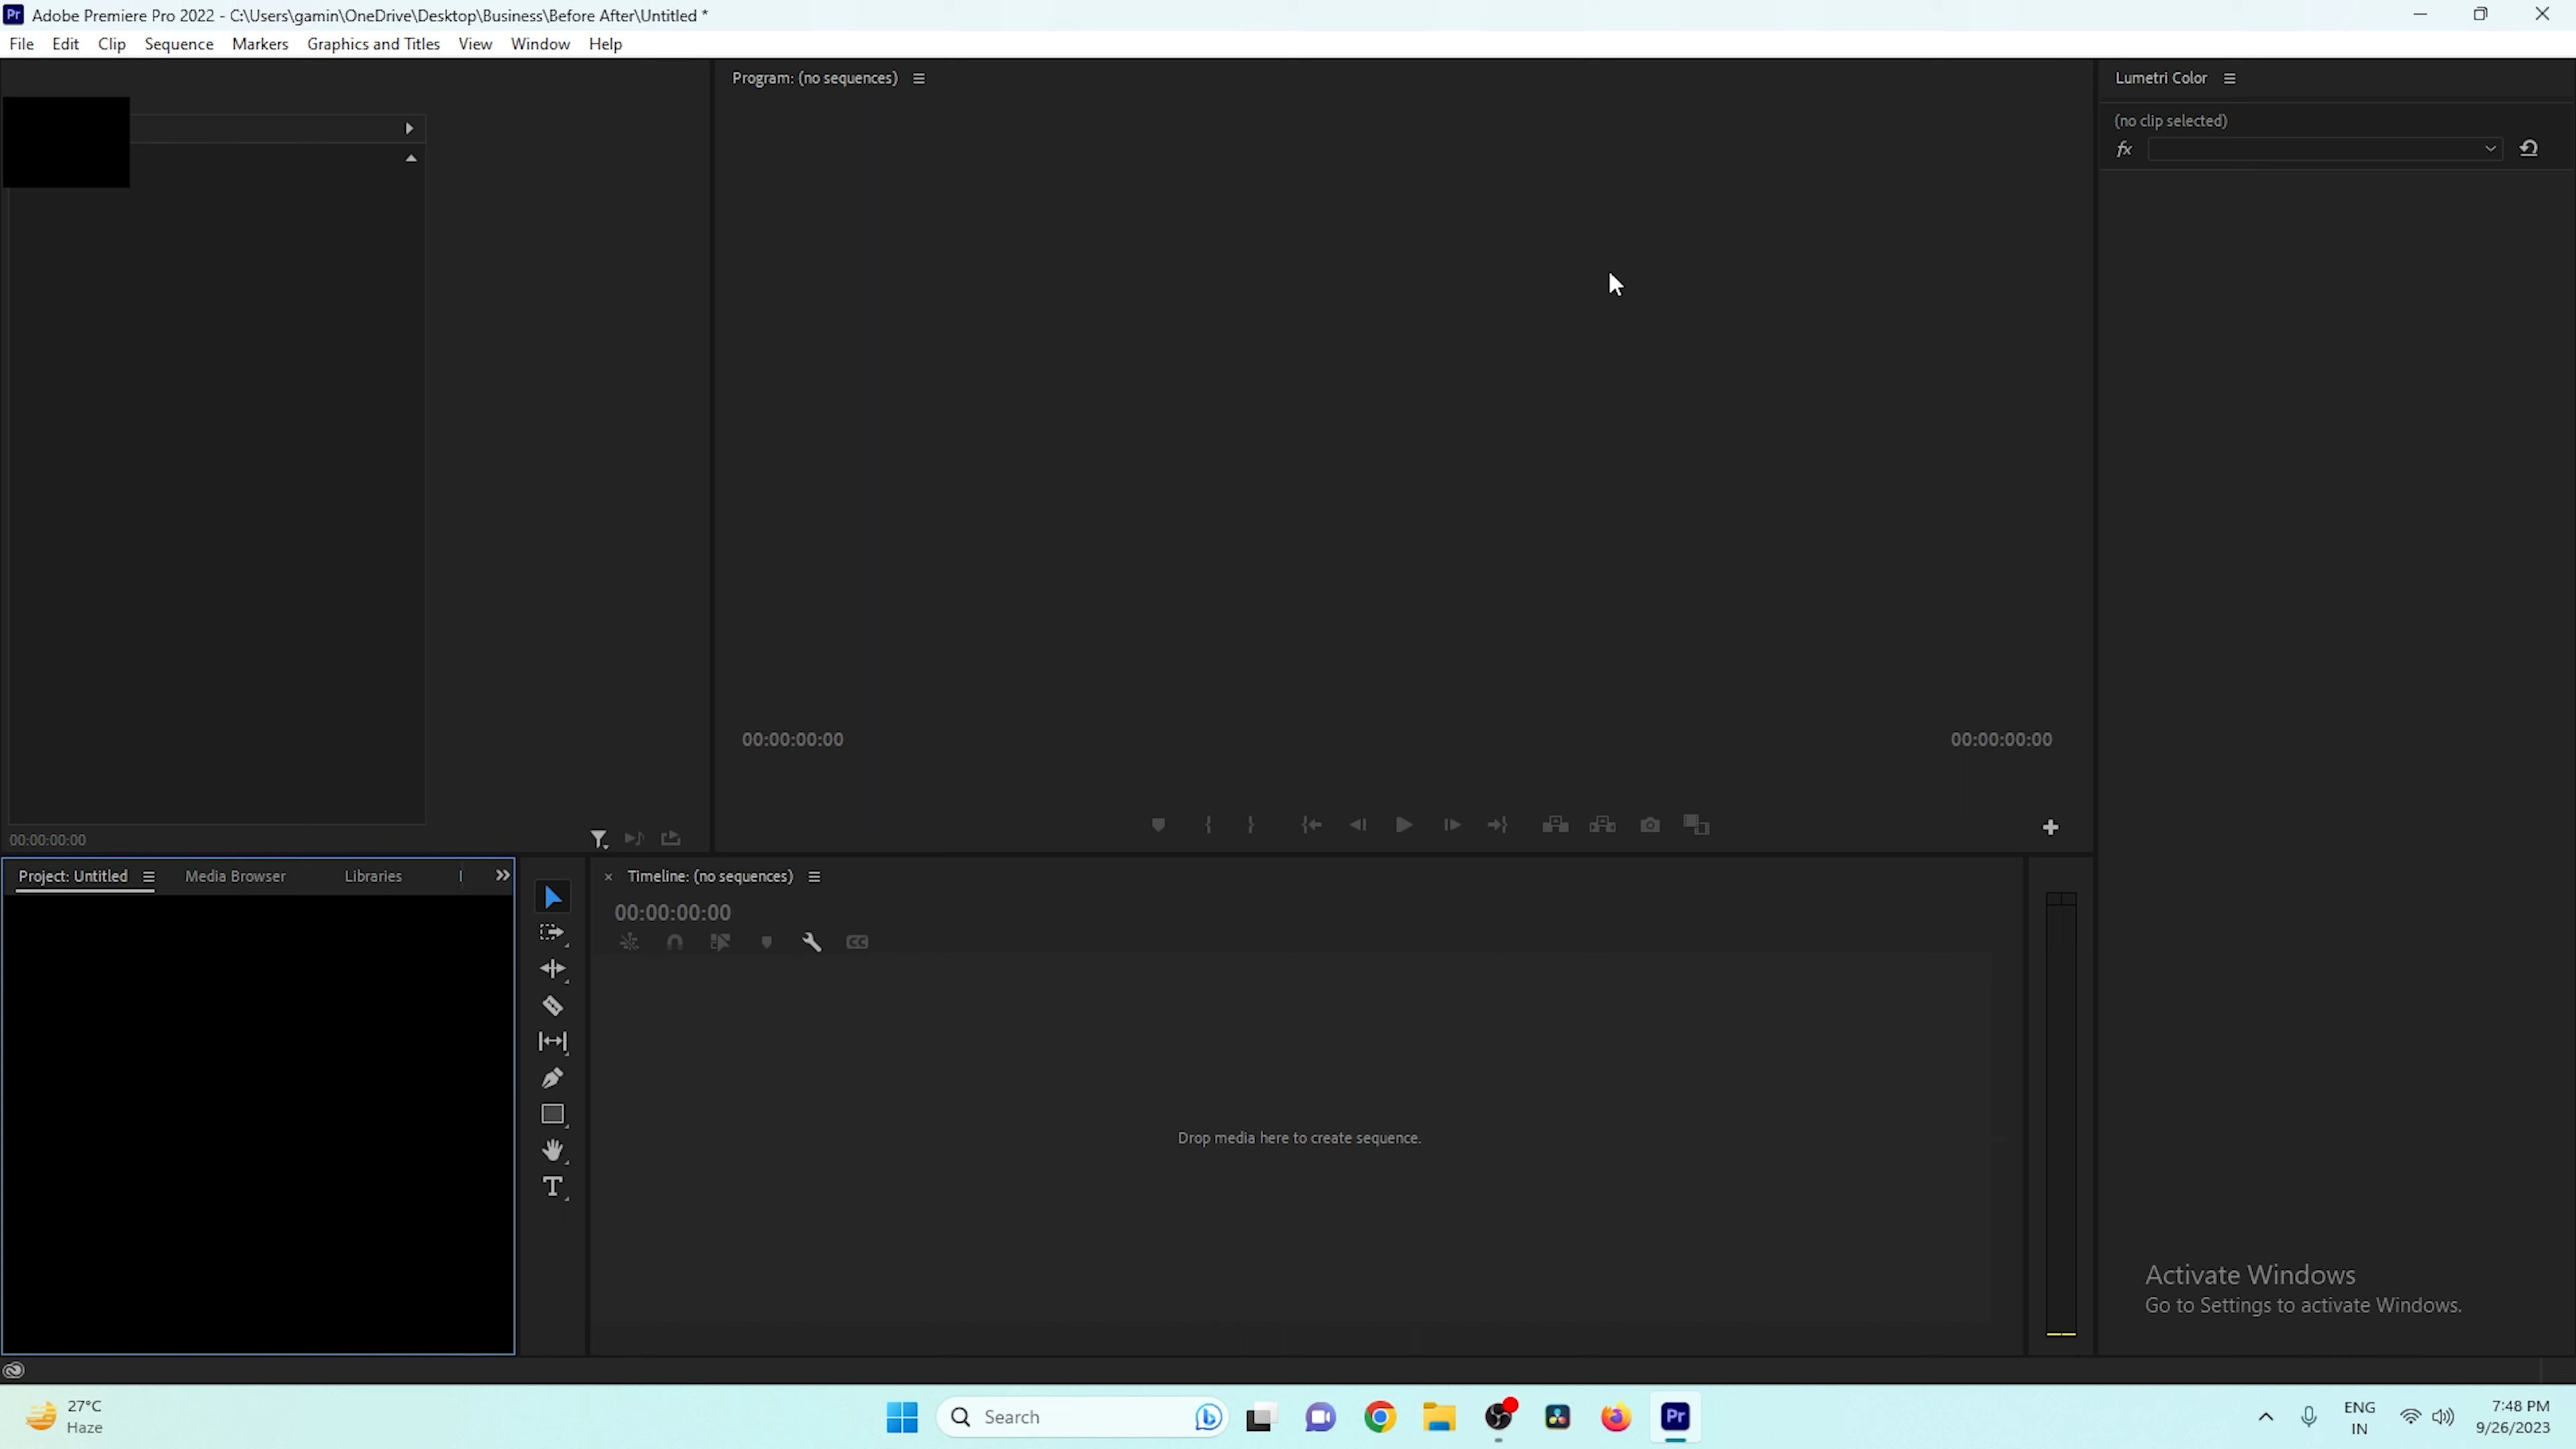 Adobe Premiere Pro 2022 - C:\Users\gamin\OneDrive\Desktop\Business\Before After\Untitled *
File Edit Clip Sequence Markers Graphics and Titles View Window Help
Program: (no sequences)
Lumetri Color
(no clip selected)
fx
00:00:00:00
00:00:00:00
00:00:00:00
Project: Untitled Media Browser Libraries
Timeline: (no sequences)
00:00:00:00
CC
T
Drop media here to create sequence.
Activate Windows
Go to Settings to activate Windows.
27°C
Haze
Search
Pr
ENG
IN
7:48 PM
9/26/2023